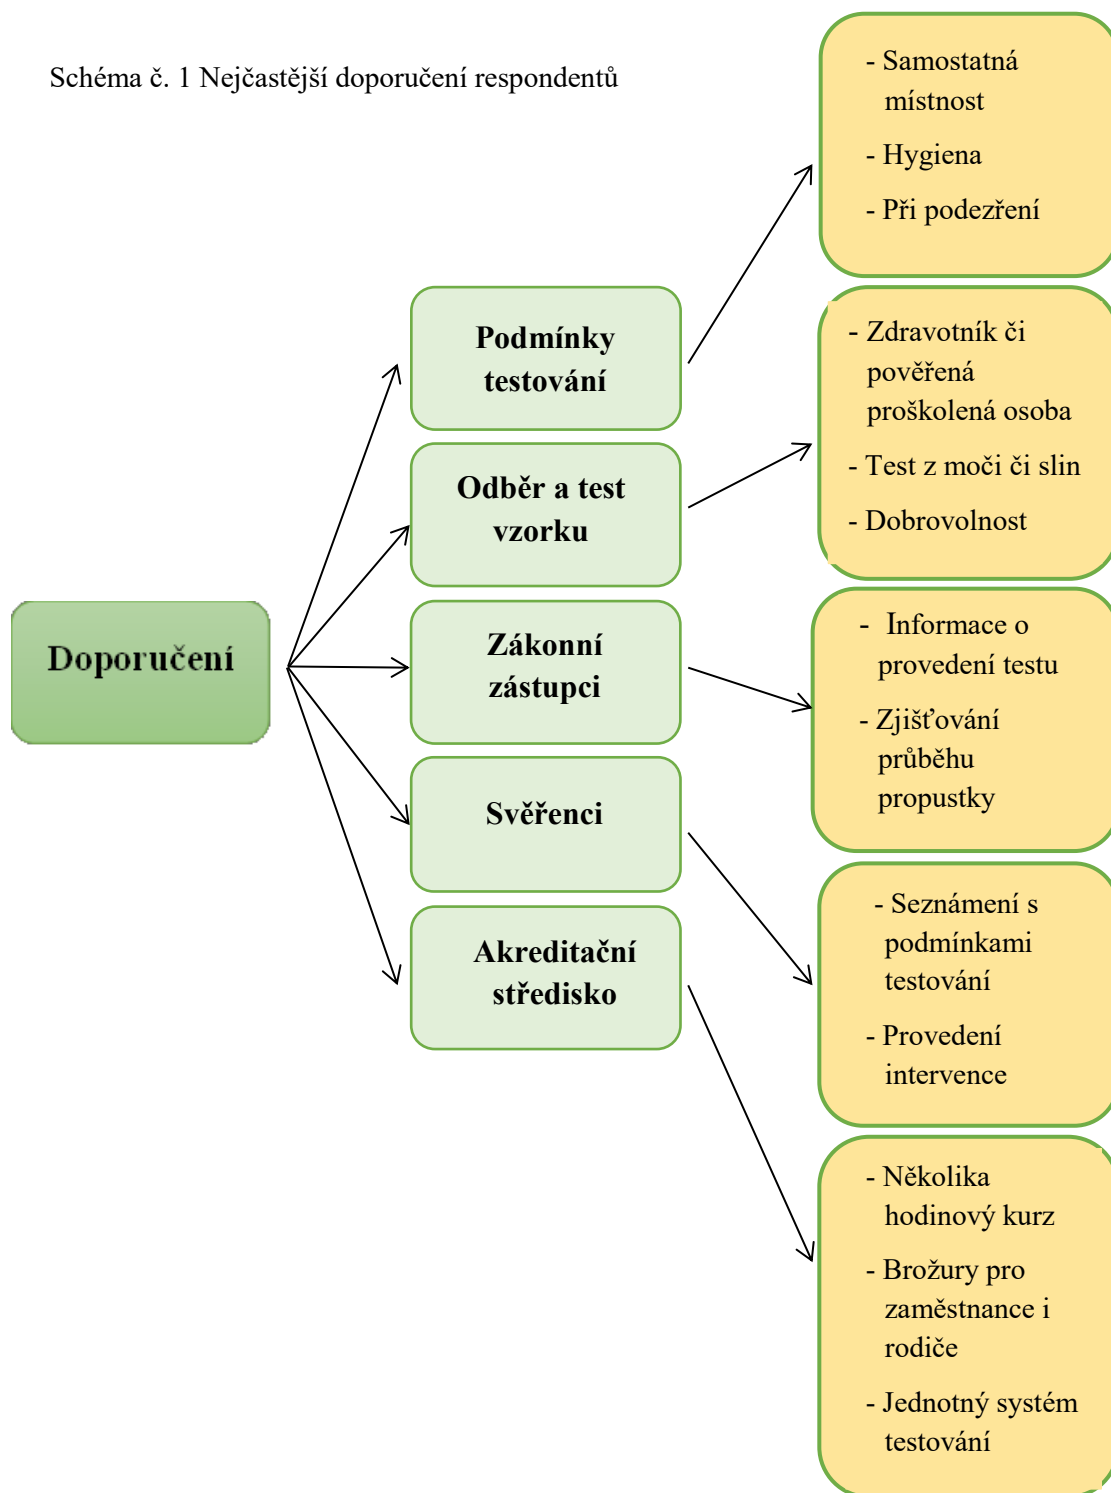 Schéma č. 1 Nejčastější doporučení respondentů
Doporučení
Podmínky
testování
Odběr a test
vzorku
Zákonní
zástupci
Svěřenci
Akreditační
středisko
- Samostatná
místnost
- Hygiena
- Při podezření
- Zdravotník či
pověřená
proškolená osoba
- Test z moči či slin
- Dobrovolnost
- Informace o
provedení testu
- Zjišťování
průběhu
propustky
- Seznámení s
podmínkami
testování
- Provedení
intervence
- Několika
hodinový kurz
- Brožury pro
zaměstnance i
rodiče
- Jednotný systém
testování